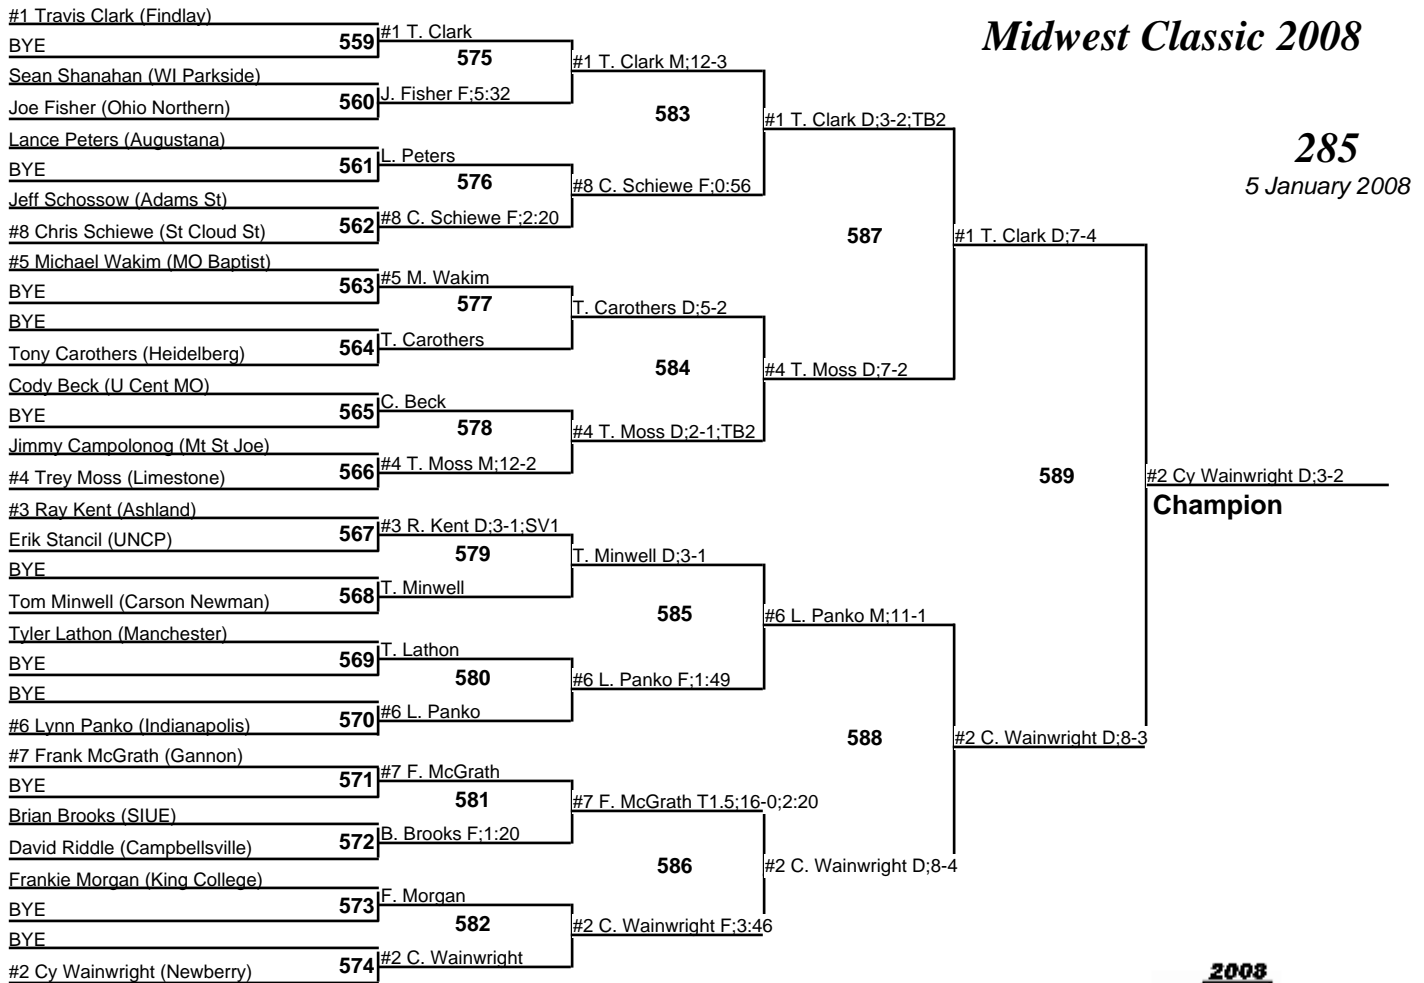 Midwest Classic 2008
285
5 January 2008
#1 Travis Clark (Findlay)
BYE
559
Sean Shanahan (WI Parkside)
Joe Fisher (Ohio Northern)
560
Lance Peters (Augustana)
BYE
561
Jeff Schossow (Adams St)
#8 Chris Schiewe (St Cloud St)
562
#5 Michael Wakim (MO Baptist)
BYE
563
BYE
Tony Carothers (Heidelberg)
564
Cody Beck (U Cent MO)
BYE
565
Jimmy Campolonog (Mt St Joe)
#4 Trey Moss (Limestone)
566
#3 Ray Kent (Ashland)
Erik Stancil (UNCP)
567
BYE
Tom Minwell (Carson Newman)
568
Tyler Lathon (Manchester)
BYE
569
BYE
#6 Lynn Panko (Indianapolis)
570
#7 Frank McGrath (Gannon)
BYE
571
Brian Brooks (SIUE)
David Riddle (Campbellsville)
572
Frankie Morgan (King College)
BYE
573
BYE
#2 Cy Wainwright (Newberry)
574
#1 T. Clark
575
J. Fisher F;5:32
L. Peters
576
#8 C. Schiewe F;2:20
#5 M. Wakim
577
T. Carothers
C. Beck
578
#4 T. Moss M;12-2
#3 R. Kent D;3-1;SV1
579
T. Minwell
T. Lathon
580
#6 L. Panko
#7 F. McGrath
581
B. Brooks F;1:20
F. Morgan
582
#2 C. Wainwright
#1 T. Clark M;12-3
583
#8 C. Schiewe F;0:56
T. Carothers D;5-2
584
#4 T. Moss D;2-1;TB2
T. Minwell D;3-1
585
#6 L. Panko F;1:49
#7 F. McGrath T1.5;16-0;2:20
586
#2 C. Wainwright F;3:46
#1 T. Clark D;3-2;TB2
587
#4 T. Moss D;7-2
#6 L. Panko M;11-1
588
#2 C. Wainwright D;8-4
#1 T. Clark D;7-4
589
#2 C. Wainwright D;8-3
#2 Cy Wainwright D;3-2
Champion
2008